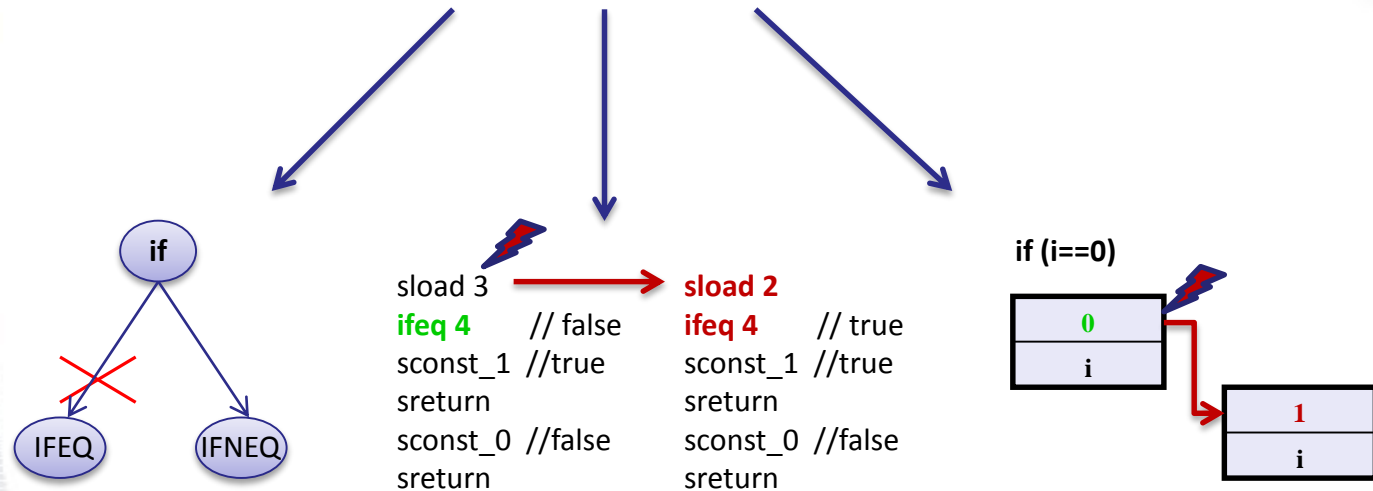 if
IFEQ
IFNEQ
sload 3
ifeq 4 // false
sconst_1 //true
sreturn
sconst_0 //false
sreturn
sload 2
ifeq 4 // true
sconst_1 //true
sreturn
sconst_0 //false
sreturn
if (i==0)
0
i
1
i